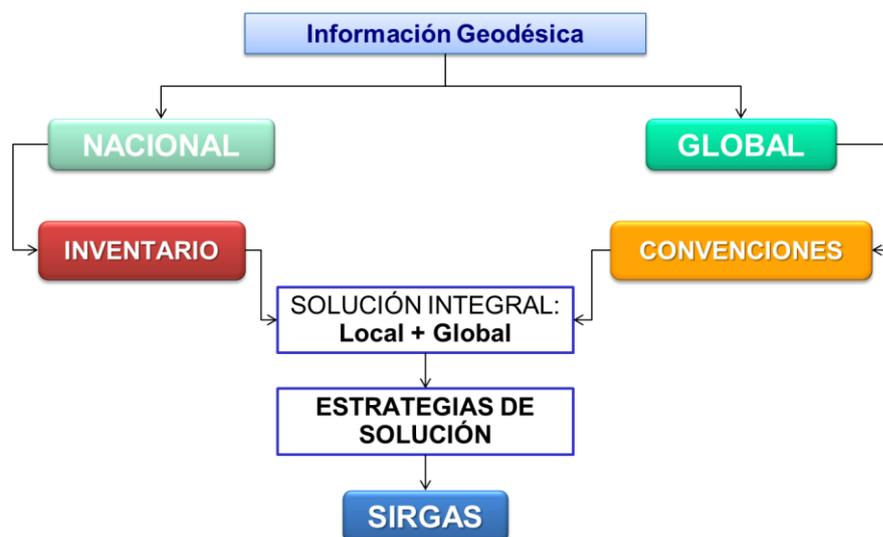 Información Geodésica
NACIONAL
GLOBAL
INVENTARIO
CONVENCIONES
SOLUCIÓN INTEGRAL:
Local + Global
ESTRATEGIAS DE
SOLUCIÓN
SIRGAS